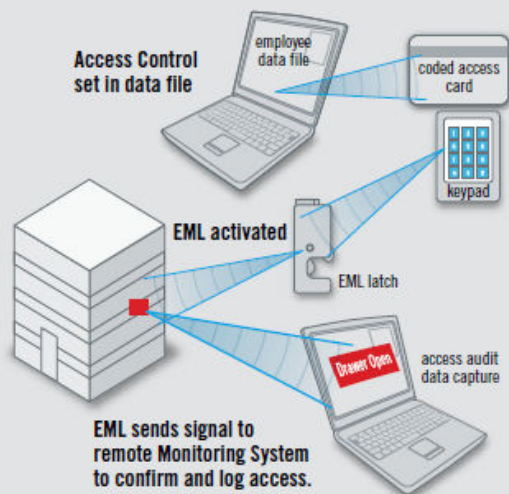 Access Control
set in data file
employee
data file
coded access
card
keypad
EML activated
EML latch
Drawer Open
access audit
data capture
EML sends signal to
remote Monitoring System
to confirm and log access.